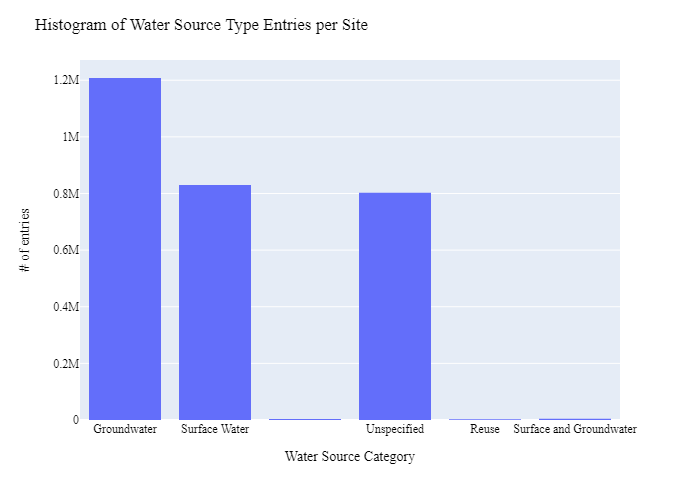 Histogram of Water Source Type Entries per Site
1.2M
1M
0.8M
0.6M
0.4M
0.2M
0
# of entries
Groundwater
Surface Water
Unspecified
Reuse
Surface and Groundwater
Water Source Category